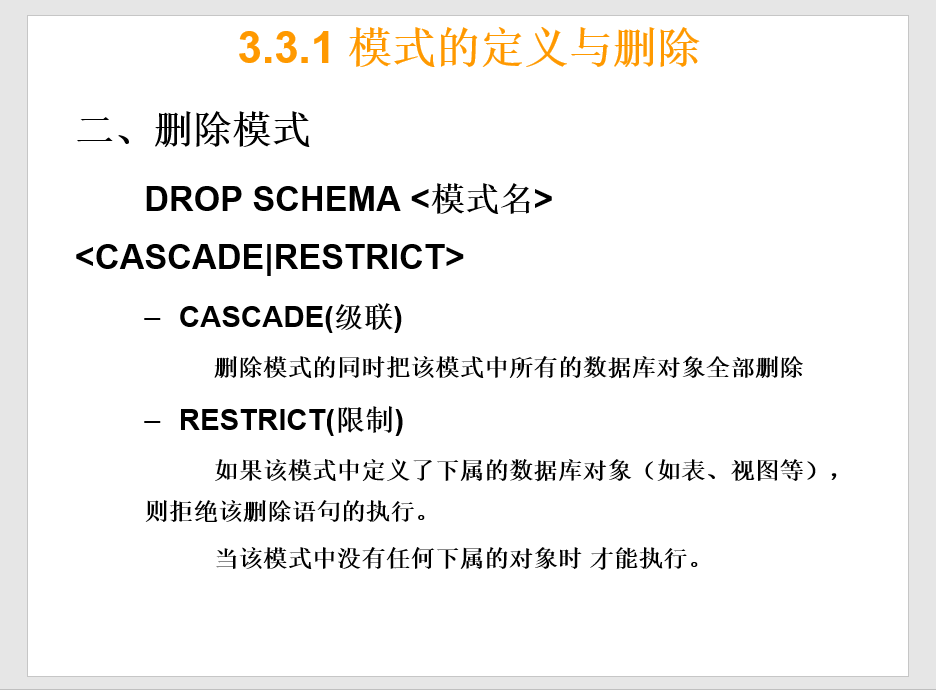 3.3.1 模式的定义与删除
二、删除模式
DROP SCHEMA <模式名>
<CASCADE|RESTRICT>
– CASCADE(级联)
删除模式的同时把该模式中所有的数据库对象全部删除
– RESTRICT(限制)
如果该模式中定义了下属的数据库对象（如表、视图等），
则拒绝该删除语句的执行。
当该模式中没有任何下属的对象时 才能执行。